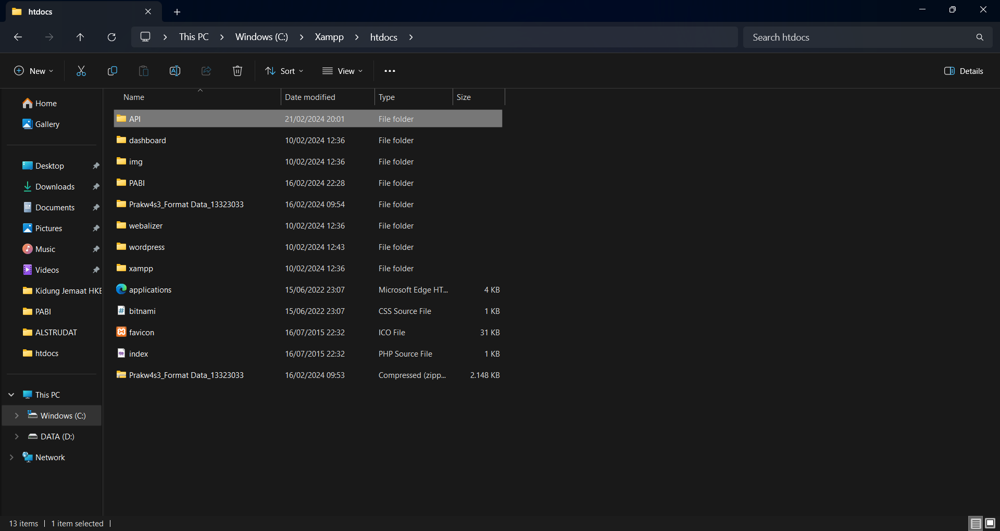 htdocs
This PC > Windows (C:) > Xampp > htdocs >
Search htdocs
New
Sort
View
Details
Name Date modified Type Size
Home
Gallery
Desktop
Downloads
Documents
Pictures
Music
Videos
Kidung Jemaat HKB
PABI
ALSTRUDAT
htdocs
This PC
Windows (C:)
DATA (D:)
Network
API 21/02/2024 20:01 File folder
dashboard 10/02/2024 12:36 File folder
img 10/02/2024 12:36 File folder
PABI 16/02/2024 22:28 File folder
Prakw4s3_Format Data_13323033 16/02/2024 09:54 File folder
webalizer 10/02/2024 12:36 File folder
wordpress 10/02/2024 12:43 File folder
xampp 10/02/2024 12:36 File folder
applications 15/06/2022 23:07 Microsoft Edge HT... 4 KB
bitnami 15/06/2022 23:07 CSS Source File 1 KB
favicon 16/07/2015 22:32 ICO File 31 KB
index 16/07/2015 22:32 PHP Source File 1 KB
Prakw4s3_Format Data_13323033 16/02/2024 09:53 Compressed (zipp... 2.148 KB
13 items | 1 item selected |